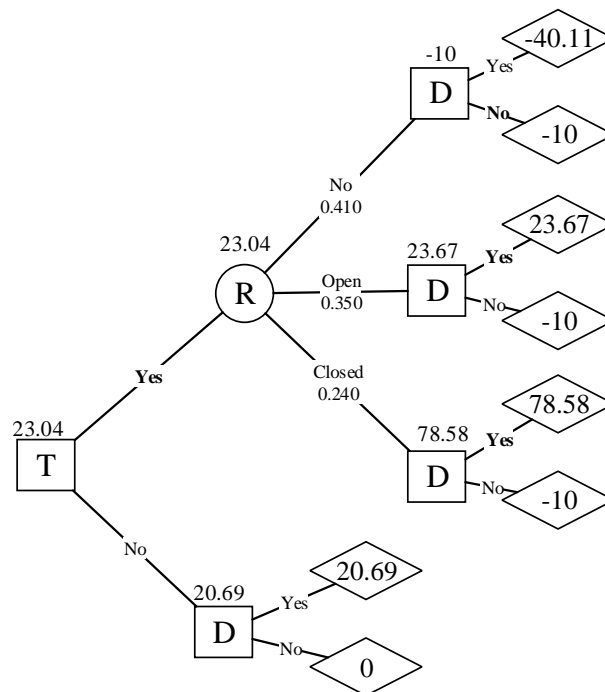 -40.11
-10
Yes
D
No
-10
No
0.410
23.04
R
23.67
23.67
Yes
Open
0.350
D
No
-10
Closed
0.240
78.58
78.58
Yes
D
No
-10
Yes
23.04
T
No
20.69
20.69
Yes
D
No
0